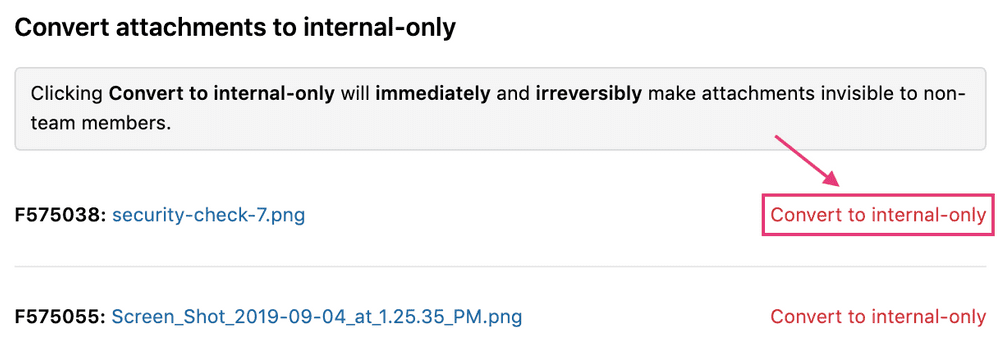 Convert attachments to internal-only
Clicking Convert to internal-only will immediately and irreversibly make attachments invisible to non-
team members.
F575038: security-check-7.png Convert to internal-only
F575055: Screen_Shot_2019-09-04_at_1.25.35_PM.png Convert to internal-only